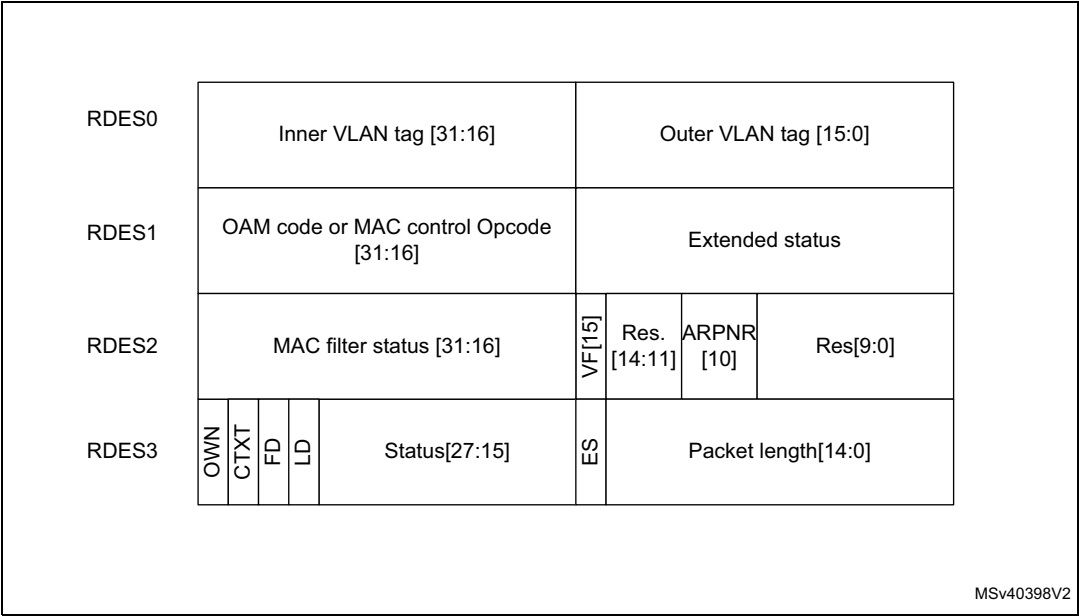 RDES0
Inner VLAN tag [31:16]
Outer VLAN tag [15:0]
RDES1
OAM code or MAC control Opcode
[31:16]
Extended status
RDES2
MAC filter status [31:16]
VF[15]
Res.
[14:11]
ARPNR
[10]
Res[9:0]
RDES3
OWN
CTXT
FD
LD
Status[27:15]
ES
Packet length[14:0]
MSv40398V2